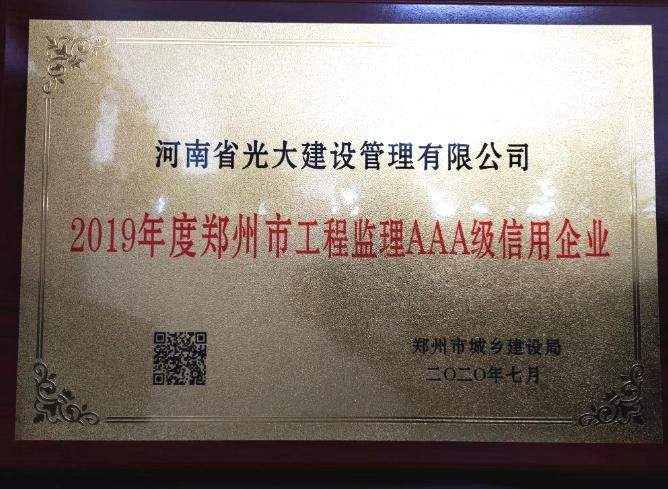 河南省光大建设管理有限公司
2019年度郑州市工程监理AAA级信用企业
郑州市城乡建设局
二〇二〇年七月